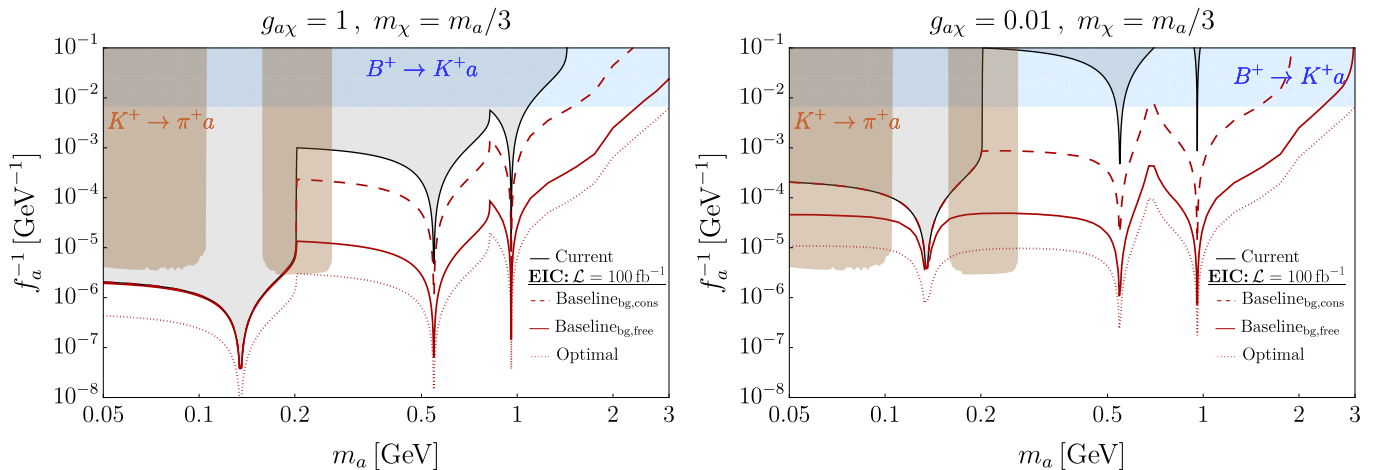 g_{aχ} = 1 , m_χ = m_a/3
10⁻¹
10⁻²
10⁻³
10⁻⁴
10⁻⁵
10⁻⁶
10⁻⁷
10⁻⁸
f_a⁻¹ [GeV⁻¹]
B⁺ → K⁺a
K⁺ → π⁺a
Current
EIC: ℒ = 100 fb⁻¹
Baseline_{bg,cons}
Baseline_{bg,free}
Optimal
0.05 0.1 0.2 0.5 1 2 3
m_a [GeV]
g_{aχ} = 0.01 , m_χ = m_a/3
10⁻¹
10⁻²
10⁻³
10⁻⁴
10⁻⁵
10⁻⁶
10⁻⁷
10⁻⁸
f_a⁻¹ [GeV⁻¹]
B⁺ → K⁺a
K⁺ → π⁺a
Current
EIC: ℒ = 100 fb⁻¹
Baseline_{bg,cons}
Baseline_{bg,free}
Optimal
0.05 0.1 0.2 0.5 1 2 3
m_a [GeV]